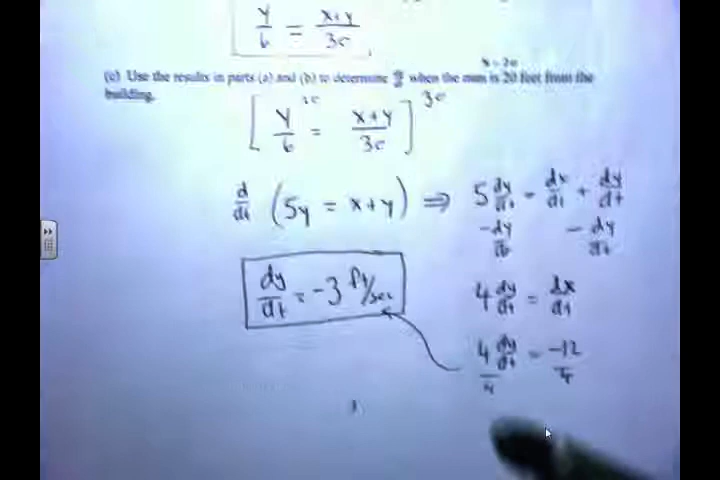 y/6 = x+y/30
x = 20
(c) Use the results in parts (a) and (b) to determine when the man is 20 feet from the
building.
[ y/6 = x+y/30 ] 30
d/dt (5y = x+y) ⇒ 5 dy/dt = dx/dt + dy/dt
-dy/dt -dy/dt
dy/dt = -3 ft/sec
4 dy/dt = dx/dt
4 dy/dt /4 = -12/4
3